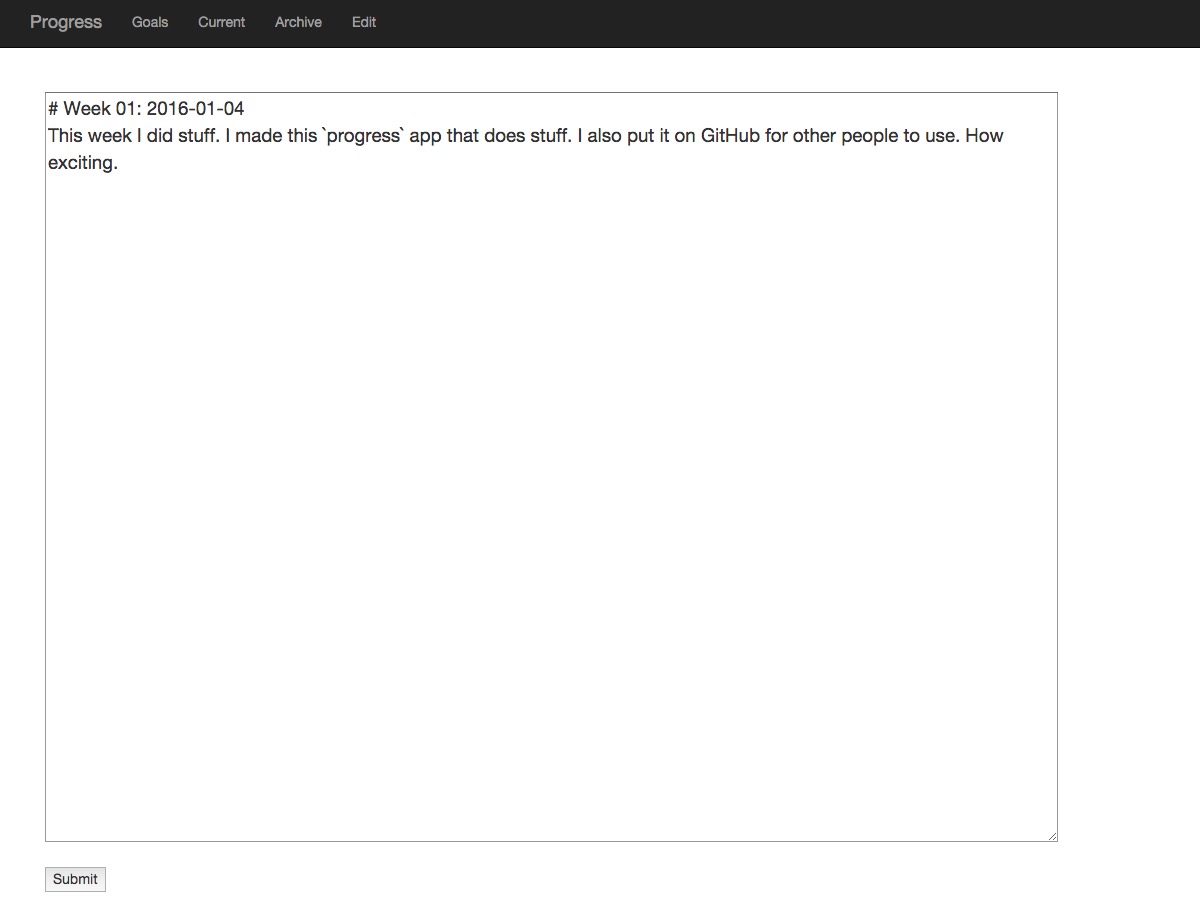 Progress Goals Current Archive Edit
# Week 01: 2016-01-04
This week I did stuff. I made this `progress` app that does stuff. I also put it on GitHub for other people to use. How
exciting.
Submit